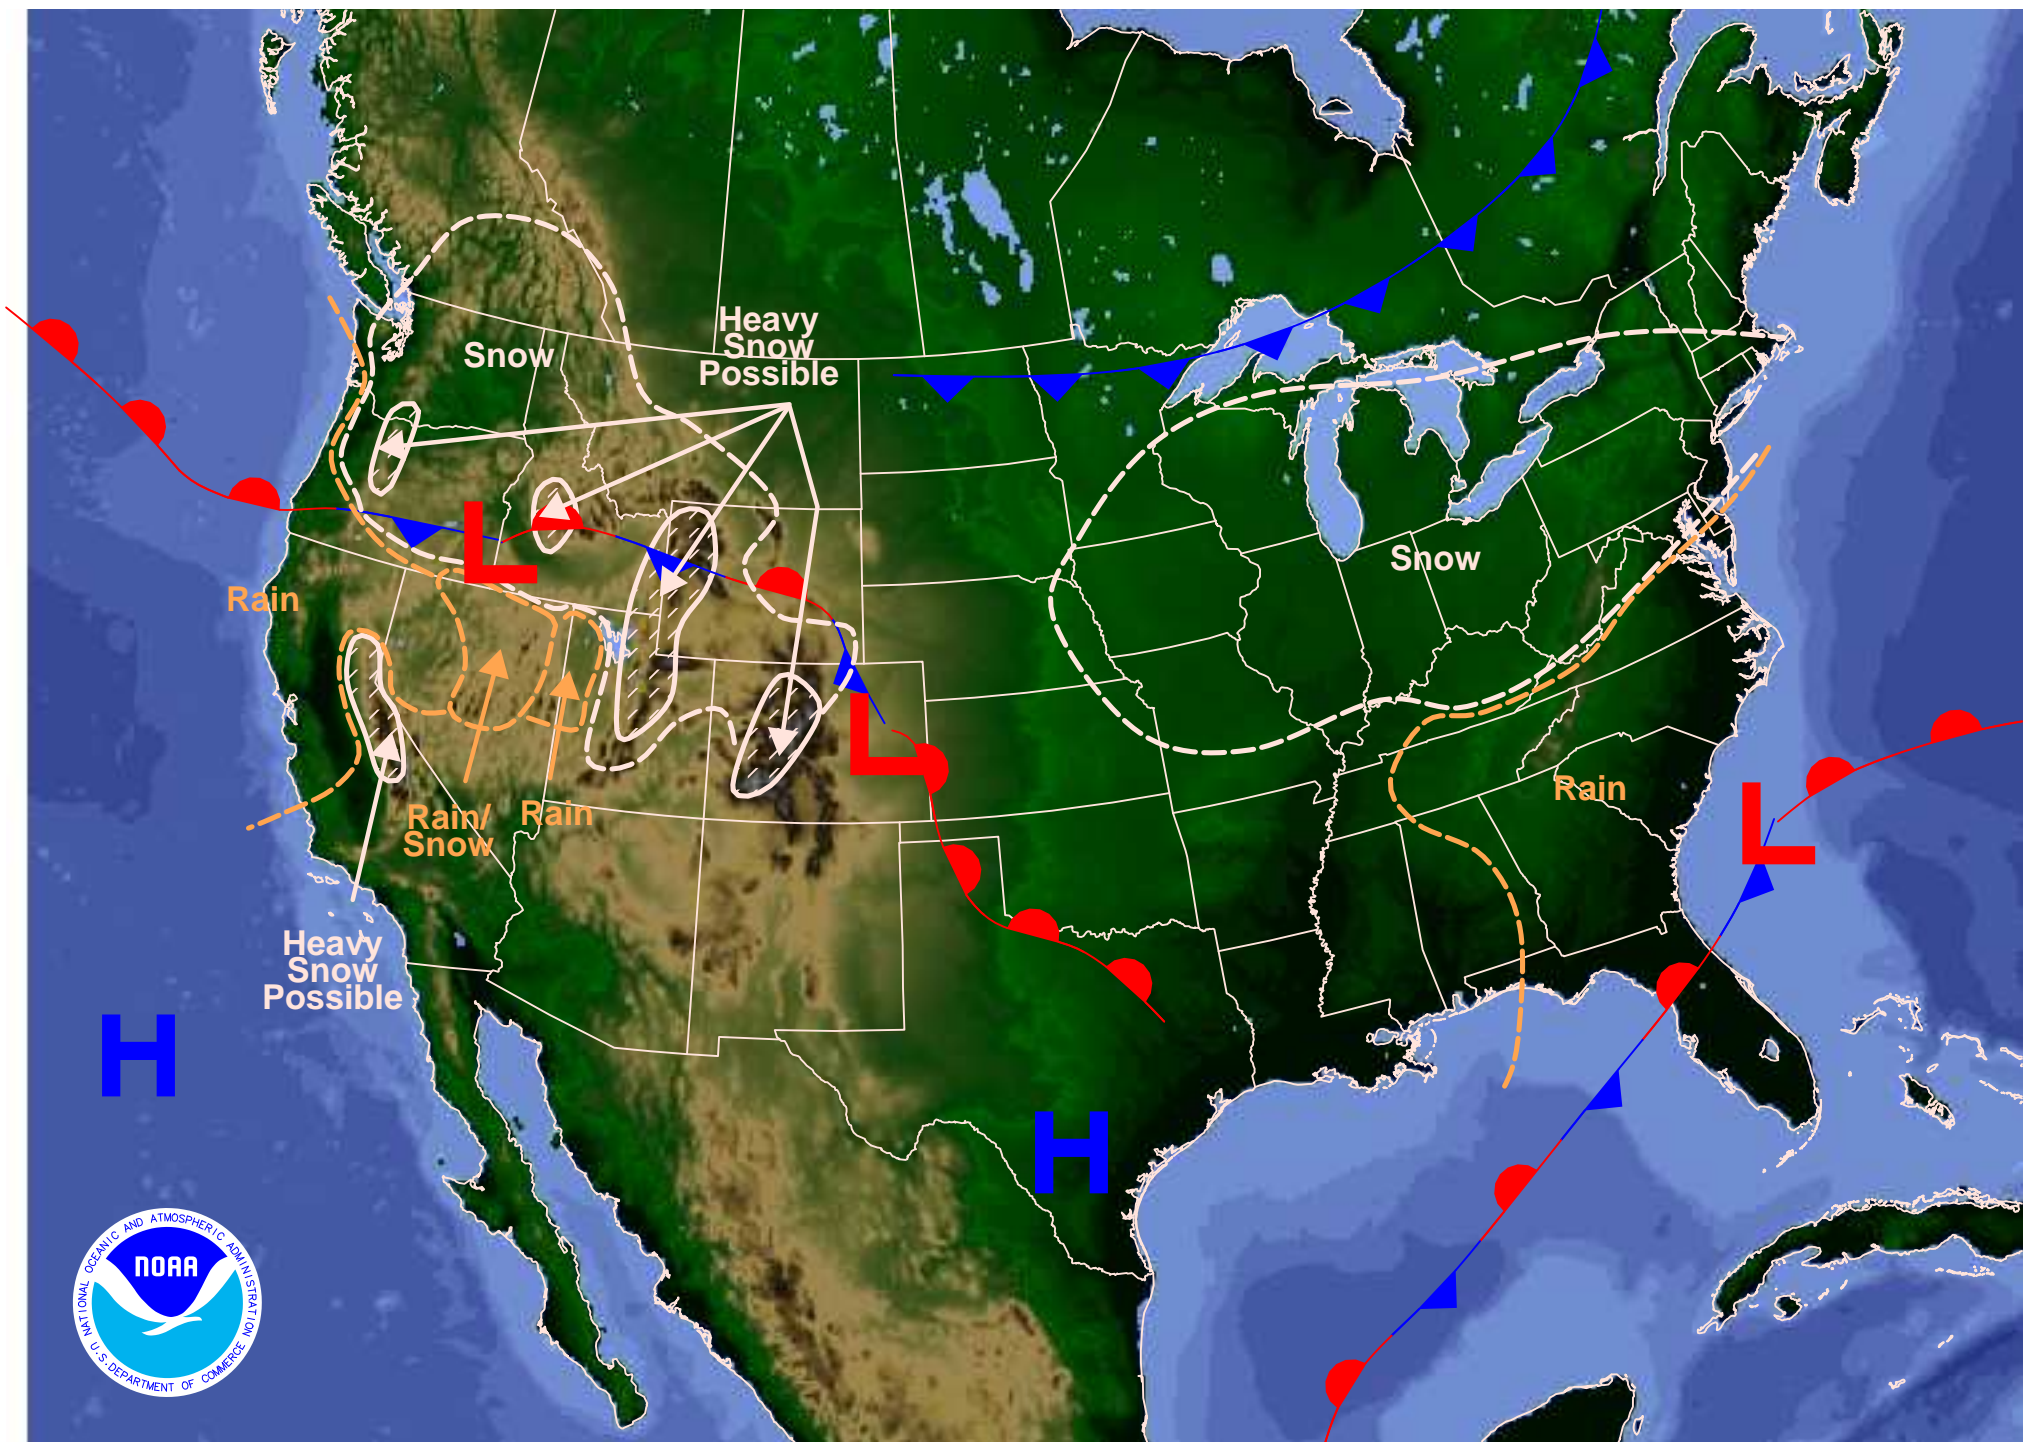 Heavy
Snow
Possible
Snow
Snow
Rain
Rain/
Snow
Rain
Rain
Heavy
Snow
Possible
L
L
L
H
H
NOAA
NATIONAL OCEANIC AND ATMOSPHERIC ADMINISTRATION
U.S. DEPARTMENT OF COMMERCE